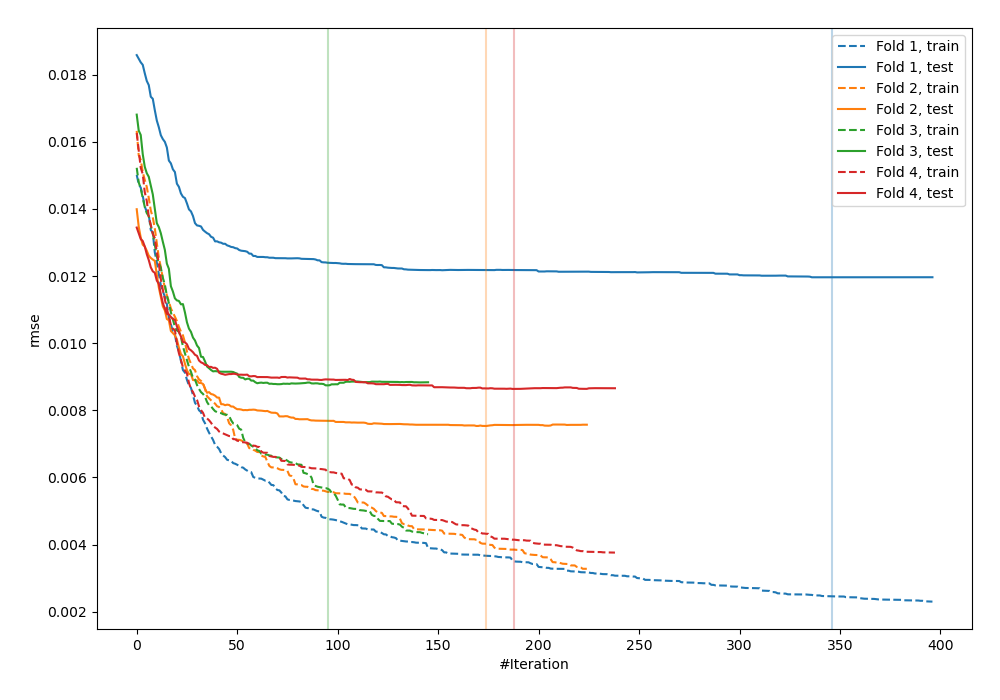 0.018
0.016
0.014
0.012
0.010
0.008
0.006
0.004
0.002
rmse
0 50 100 150 200 250 300 350 400
#Iteration
Fold 1, train
Fold 1, test
Fold 2, train
Fold 2, test
Fold 3, train
Fold 3, test
Fold 4, train
Fold 4, test